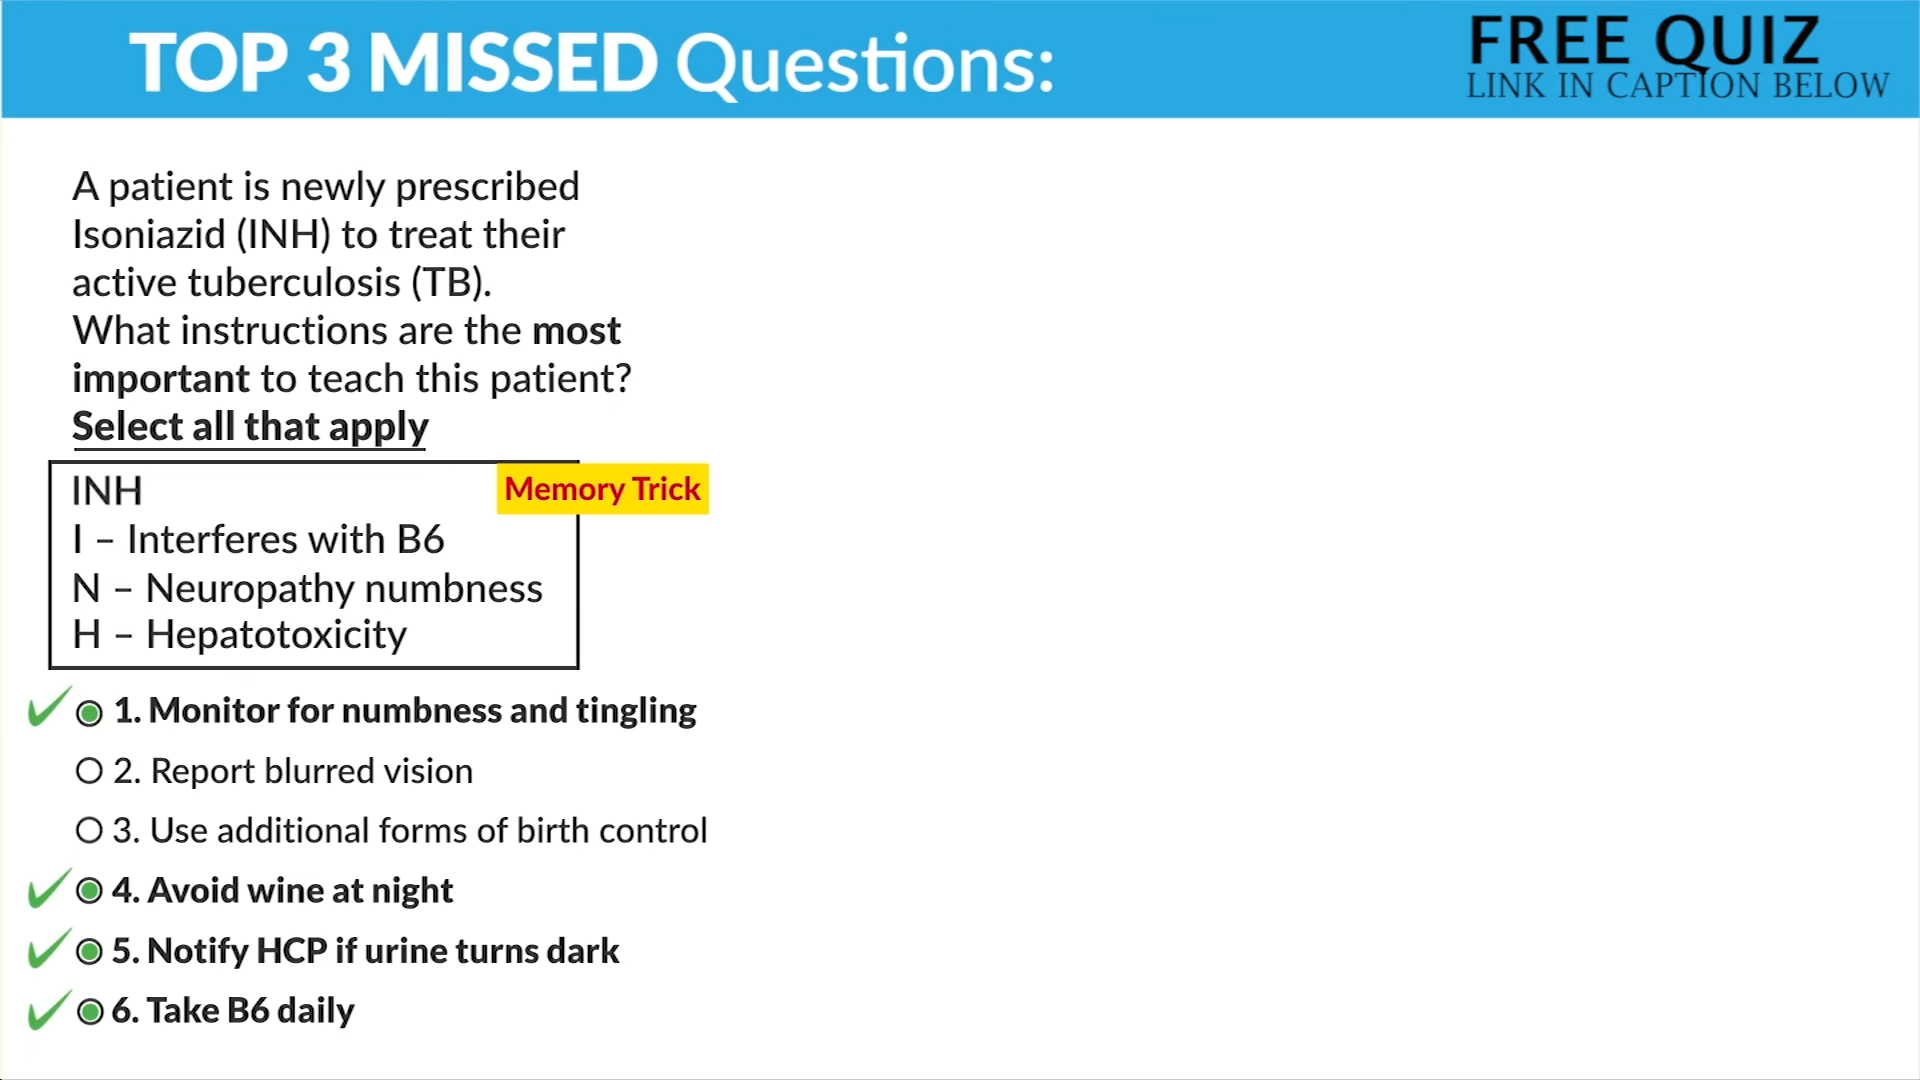 TOP 3 MISSED Questions:
FREE QUIZ
LINK IN CAPTION BELOW
A patient is newly prescribed
Isoniazid (INH) to treat their
active tuberculosis (TB).
What instructions are the most
important to teach this patient?
Select all that apply
INH
Memory Trick
I – Interferes with B6
N – Neuropathy numbness
H – Hepatotoxicity
1. Monitor for numbness and tingling
2. Report blurred vision
3. Use additional forms of birth control
4. Avoid wine at night
5. Notify HCP if urine turns dark
6. Take B6 daily